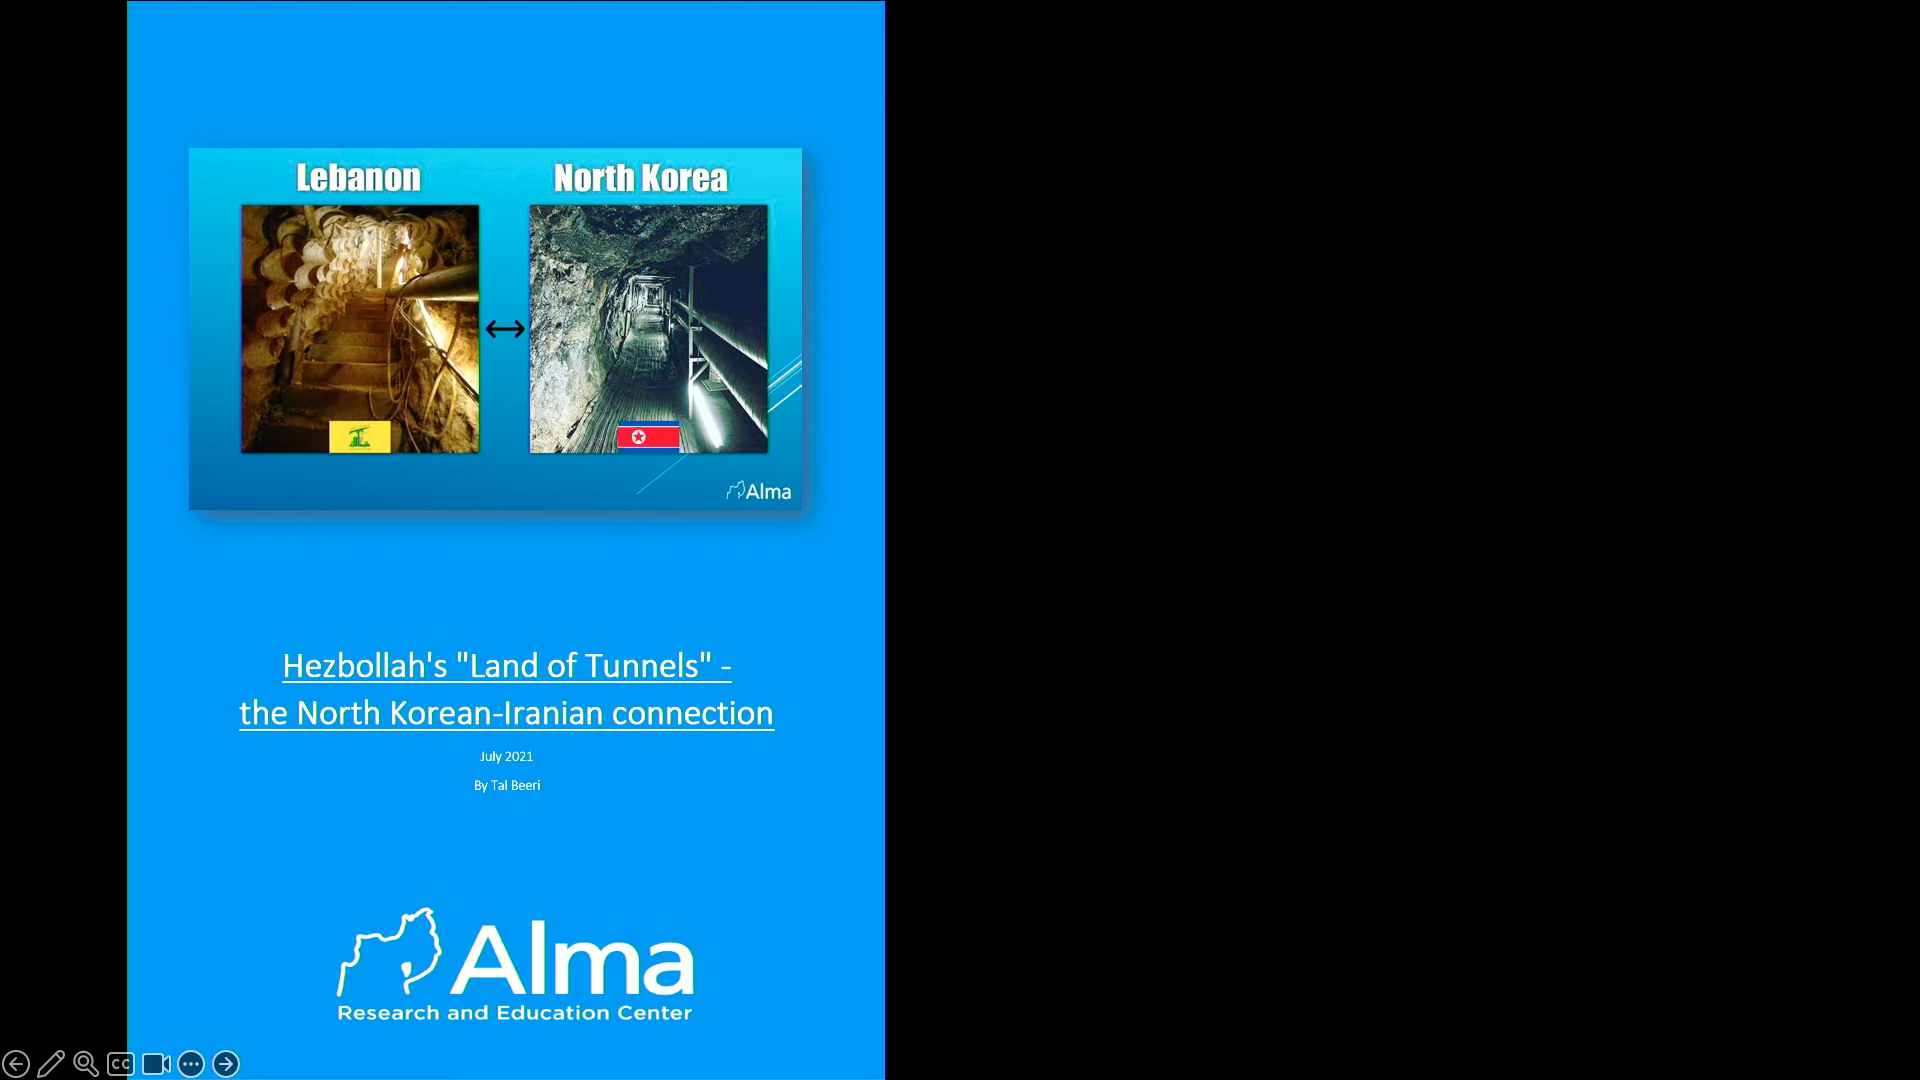 Lebanon
North Korea
Alma
Hezbollah's "Land of Tunnels" -
the North Korean-Iranian connection
July 2021
By Tal Beeri
Alma
Research and Education Center
CC